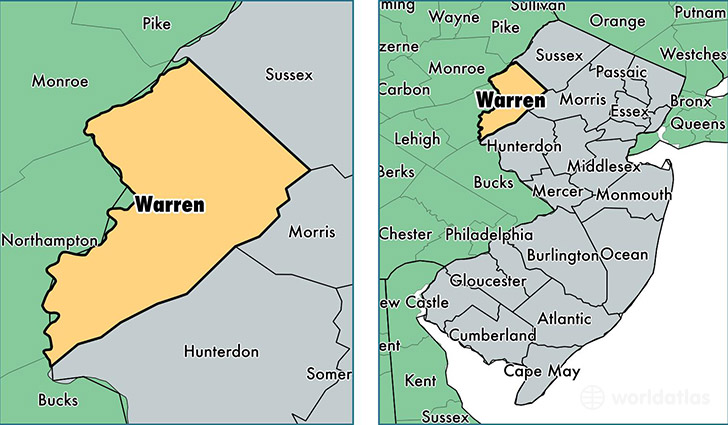 Pike
Sussex
Monroe
Warren
Northampton
Morris
Hunterdon
Somer
Bucks
ming
Wayne
Sullivan
Pike
Orange
Putnam
zerne
Sussex
Westches
Monroe
Passaic
Carbon
Warren
Morris
Essex
Bronx
Queens
Lehigh
Hunterdon
Middlesex
Berks
Bucks
Mercer
Monmouth
Chester
Philadelphia
Burlington
Ocean
Gloucester
ew Castle
Atlantic
Cumberland
ent
Cape May
Kent
worldatlas
Sussex